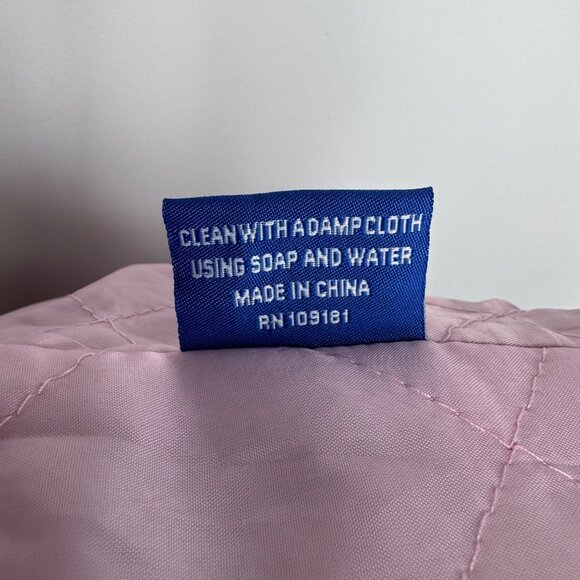 CLEAN WITH A DAMP CLOTH
USING SOAP AND WATER
MADE IN CHINA
RN 109181